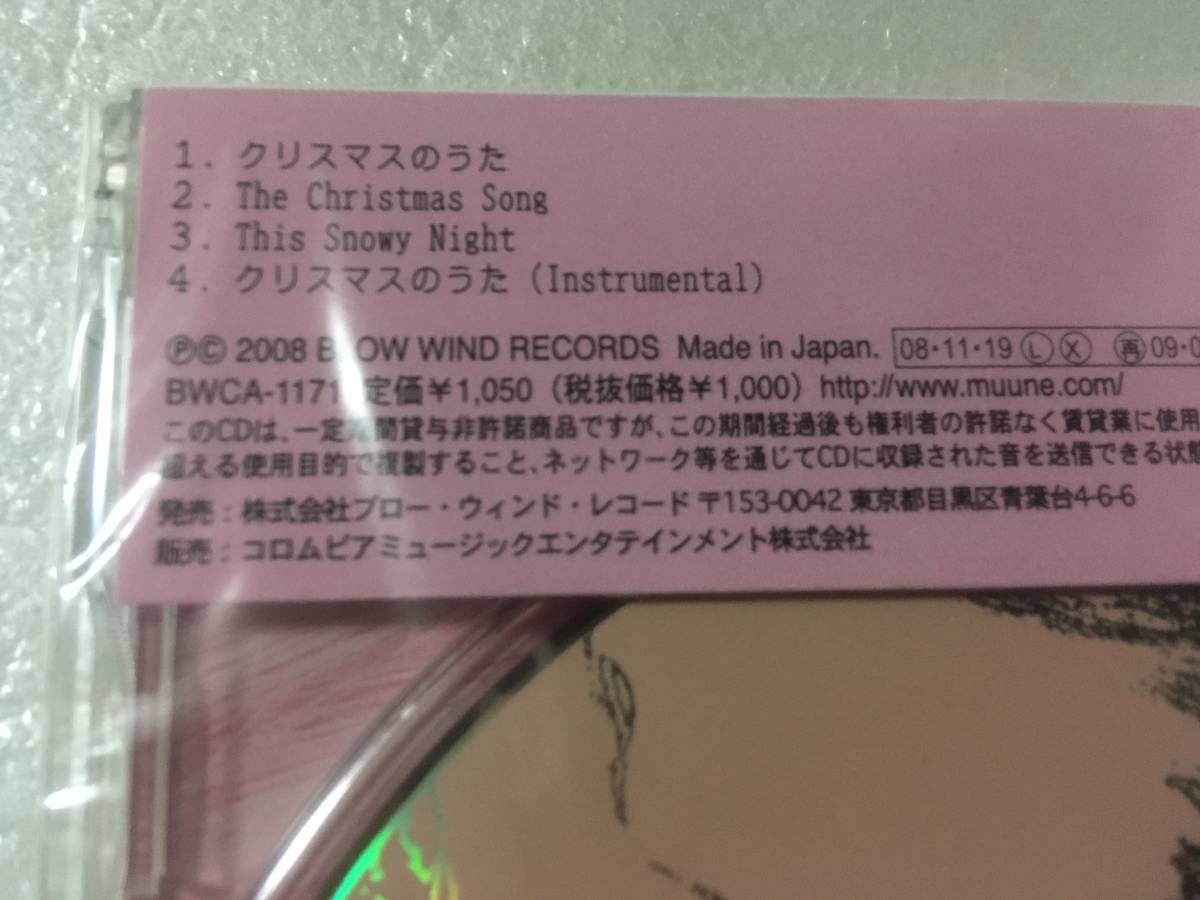 1. クリスマスのうた
2. The Christmas Song
3. This Snowy Night
4. クリスマスのうた (Instrumental)
Ⓟ© 2008 BLOW WIND RECORDS Made in Japan. 08・11・19 Ⓛ Ⓧ ㊢09・0
BWCA-1171 定価¥1,050 (税抜価格¥1,000) http://www.muune.com/
このCDは、一定期間貸与非許諾商品ですが、この期間経過後も権利者の許諾なく賃貸業に使用
超える使用目的で複製すること、ネットワーク等を通じてCDに収録された音を送信できる状態
発売：株式会社ブロー・ウィンド・レコード 〒153-0042 東京都目黒区青葉台4-6-6
販売：コロムビアミュージックエンタテインメント株式会社